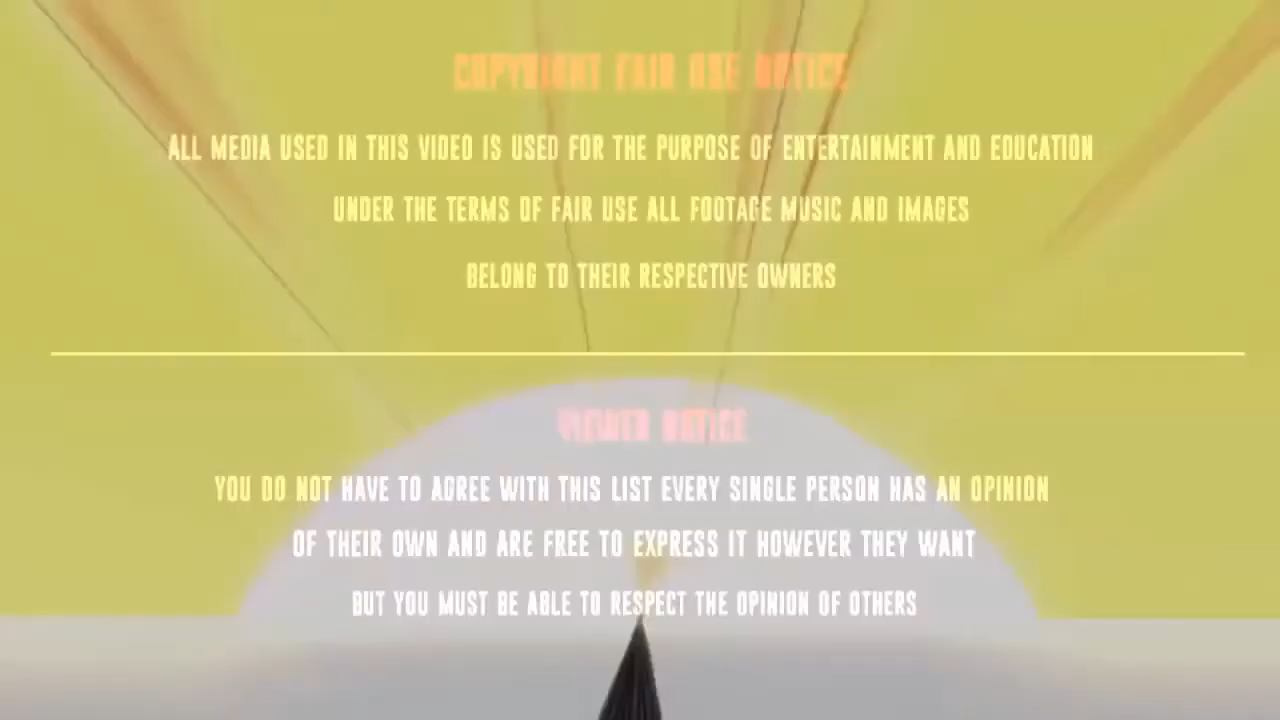 COPYRIGHT FAIR USE NOTICE
ALL MEDIA USED IN THIS VIDEO IS USED FOR THE PURPOSE OF ENTERTAINMENT AND EDUCATION
UNDER THE TERMS OF FAIR USE ALL FOOTAGE MUSIC AND IMAGES
BELONG TO THEIR RESPECTIVE OWNERS
VIEWER NOTICE
YOU DO NOT HAVE TO AGREE WITH THIS LIST EVERY SINGLE PERSON HAS AN OPINION
OF THEIR OWN AND ARE FREE TO EXPRESS IT HOWEVER THEY WANT
BUT YOU MUST BE ABLE TO RESPECT THE OPINION OF OTHERS